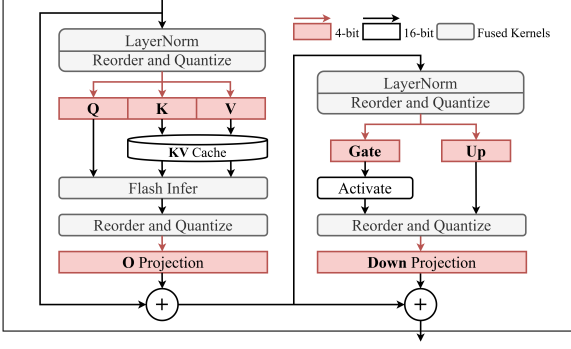 4-bit
16-bit
Fused Kernels
LayerNorm
Reorder and Quantize
Q
K
V
KV Cache
Flash Infer
Reorder and Quantize
O Projection
+
LayerNorm
Reorder and Quantize
Gate
Up
Activate
Reorder and Quantize
Down Projection
+